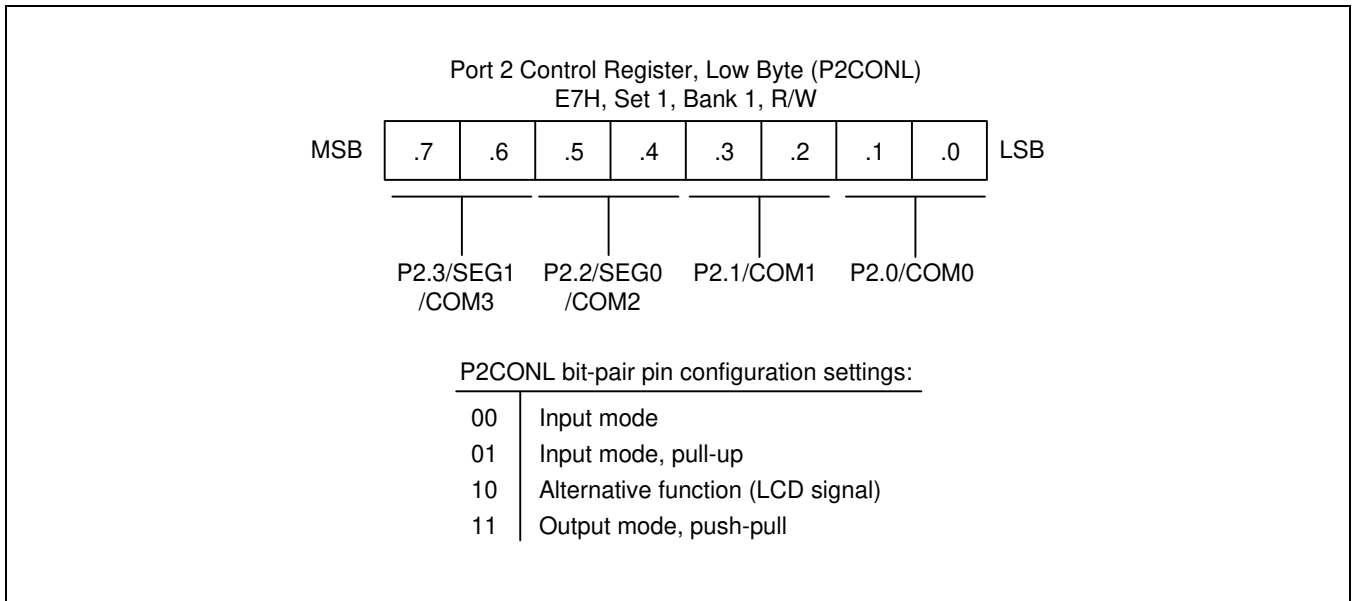 Port 2 Control Register, Low Byte (P2CONL)
E7H, Set 1, Bank 1, R/W
MSB .7 .6 .5 .4 .3 .2 .1 .0 LSB
P2.3/SEG1 P2.2/SEG0 P2.1/COM1 P2.0/COM0
/COM3 /COM2
P2CONL bit-pair pin configuration settings:
00 Input mode
01 Input mode, pull-up
10 Alternative function (LCD signal)
11 Output mode, push-pull